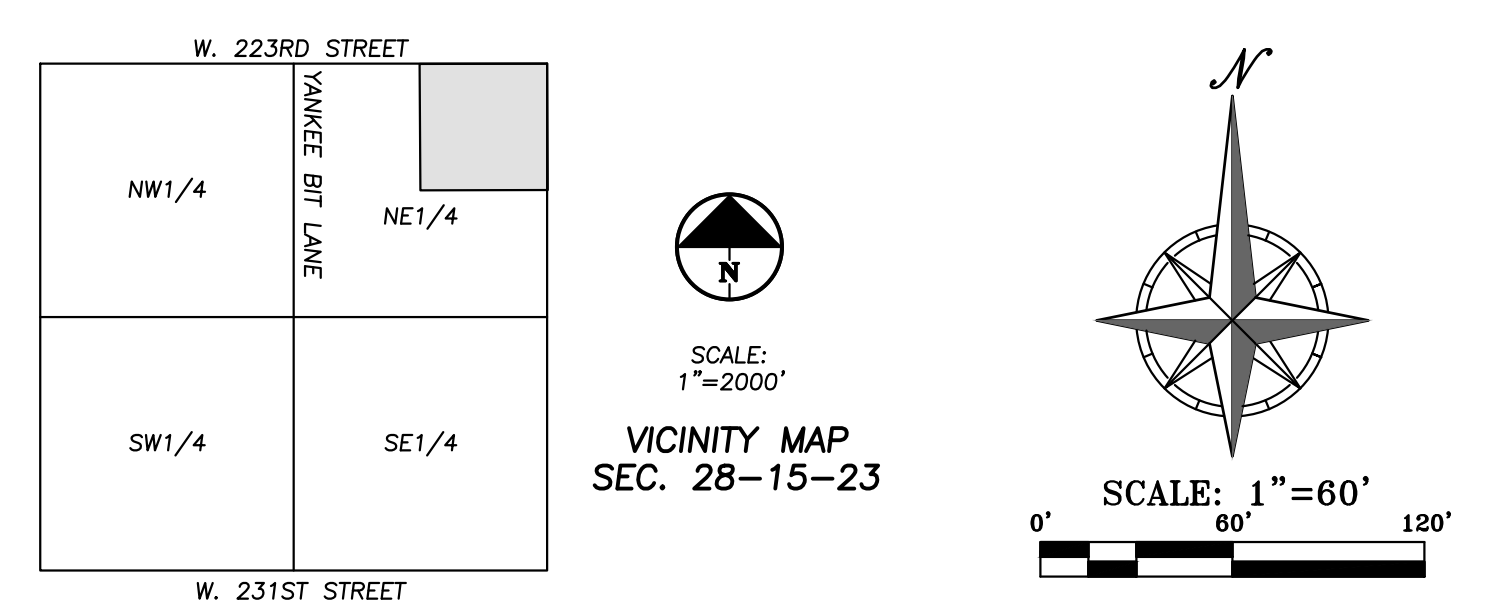 W. 223RD STREET
YANKEE BIT LANE
NW1/4
NE1/4
SW1/4
SE1/4
W. 231ST STREET
N
SCALE:
1"=2000'
VICINITY MAP
SEC. 28-15-23
N
SCALE: 1"=60'
0' 60' 120'